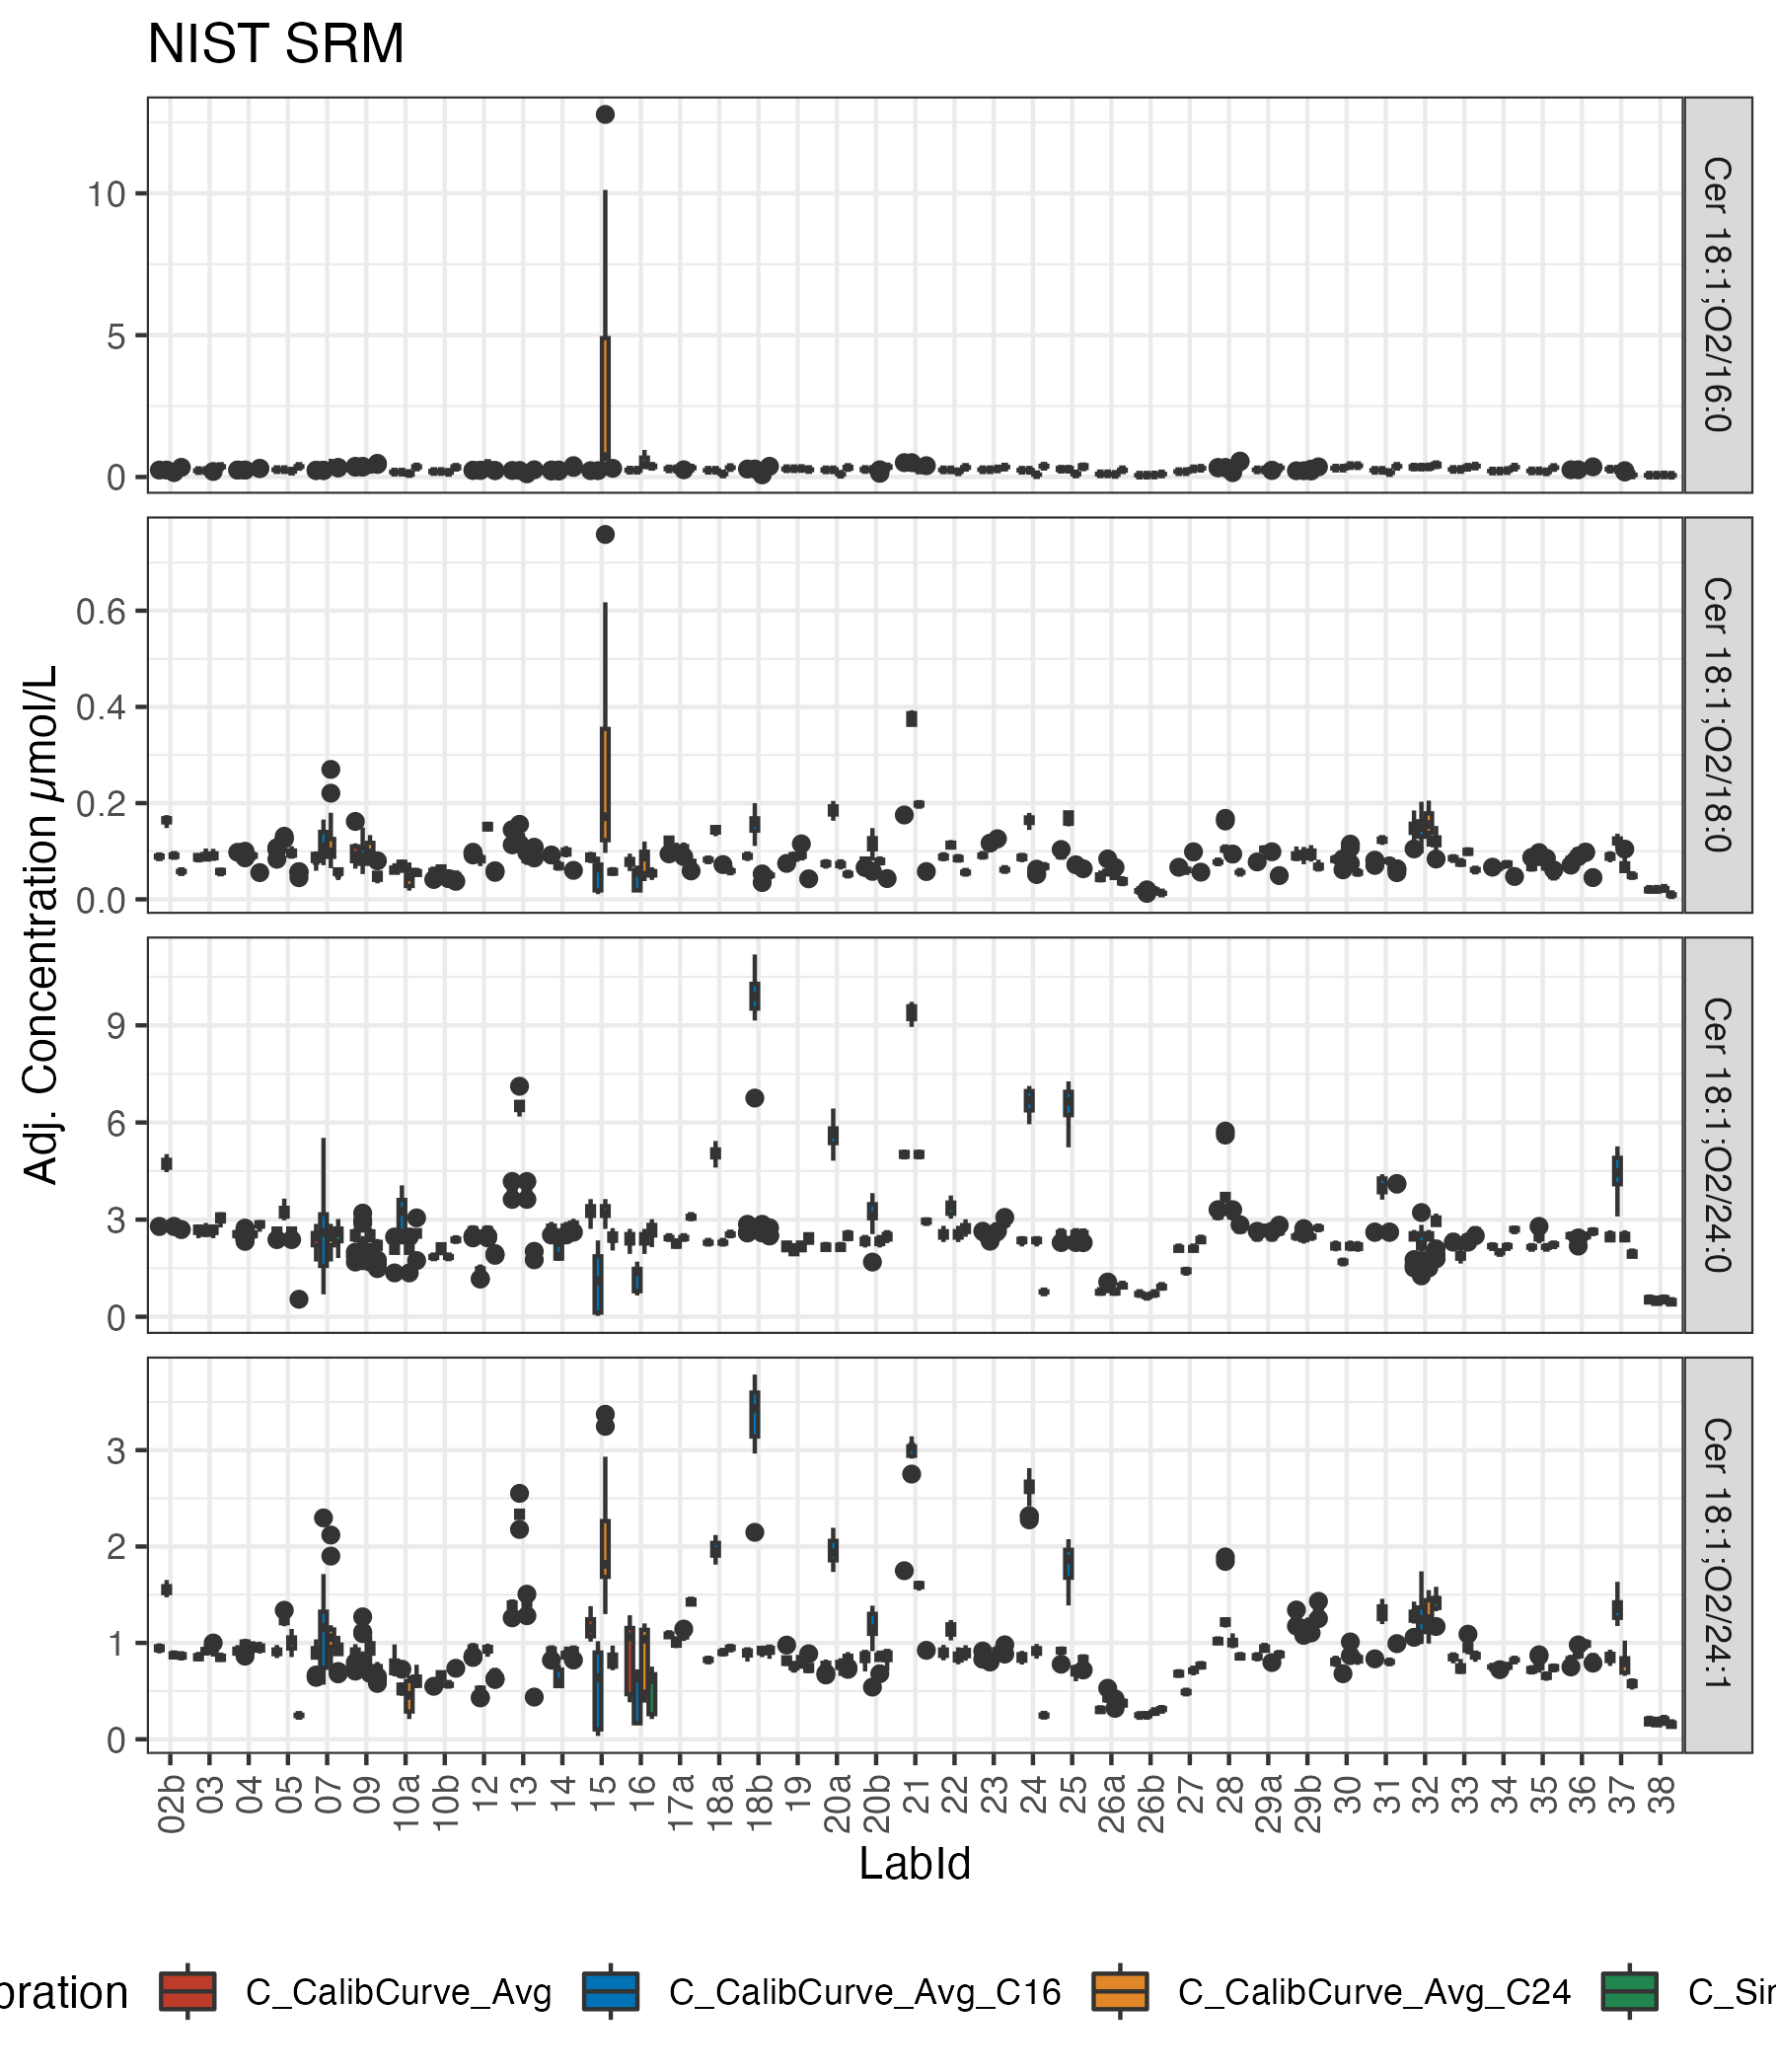 NIST SRM
Adj. Concentration µmol/L
10
5
0
Cer 18:1;O2/16:0
0.6
0.4
0.2
0.0
Cer 18:1;O2/18:0
9
6
3
0
Cer 18:1;O2/24:0
3
2
1
0
Cer 18:1;O2/24:1
02b 03 04 05 07 09 10a 10b 12 13 14 15 16 17a 18a 18b 19 20a 20b 21 22 23 24 25 26a 26b 27 28 29a 29b 30 31 32 33 34 35 36 37 38
LabId
bration C_CalibCurve_Avg C_CalibCurve_Avg_C16 C_CalibCurve_Avg_C24 C_Sin